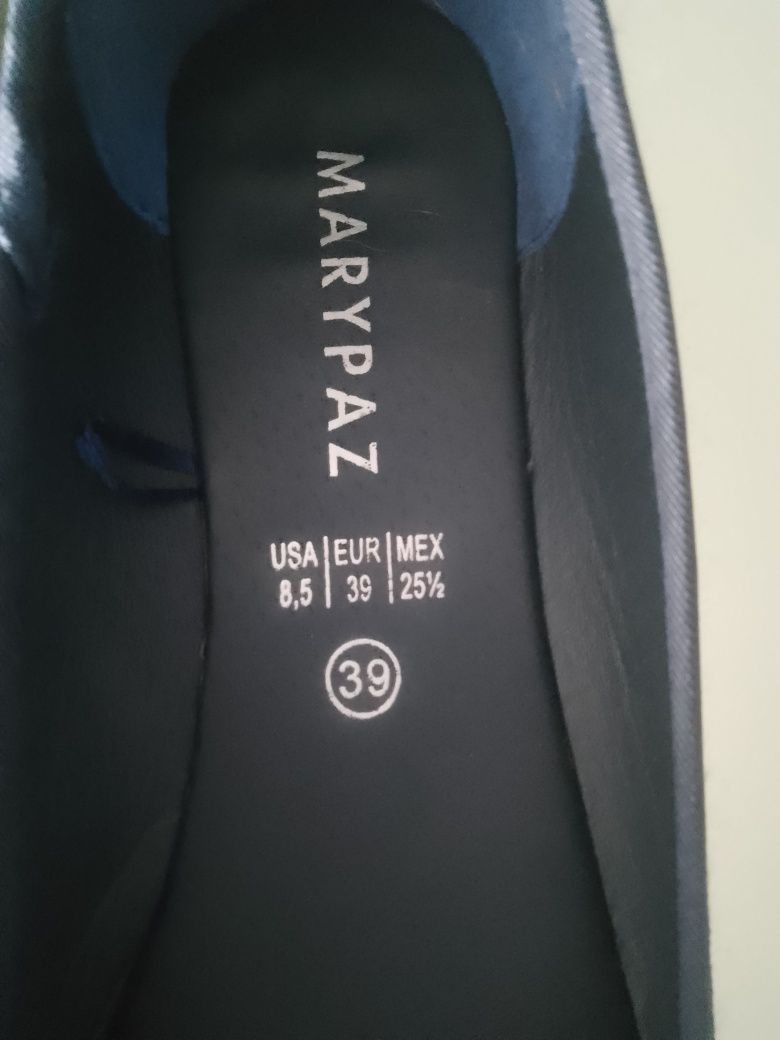 MARYPAZ
USA | EUR | MEX
8,5 | 39 | 25½
39